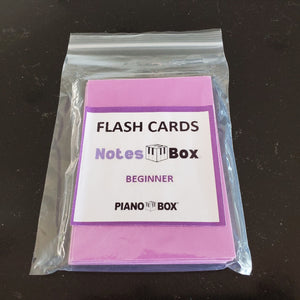 FLASH CARDS
Notes Box
BEGINNER
PIANO BOX